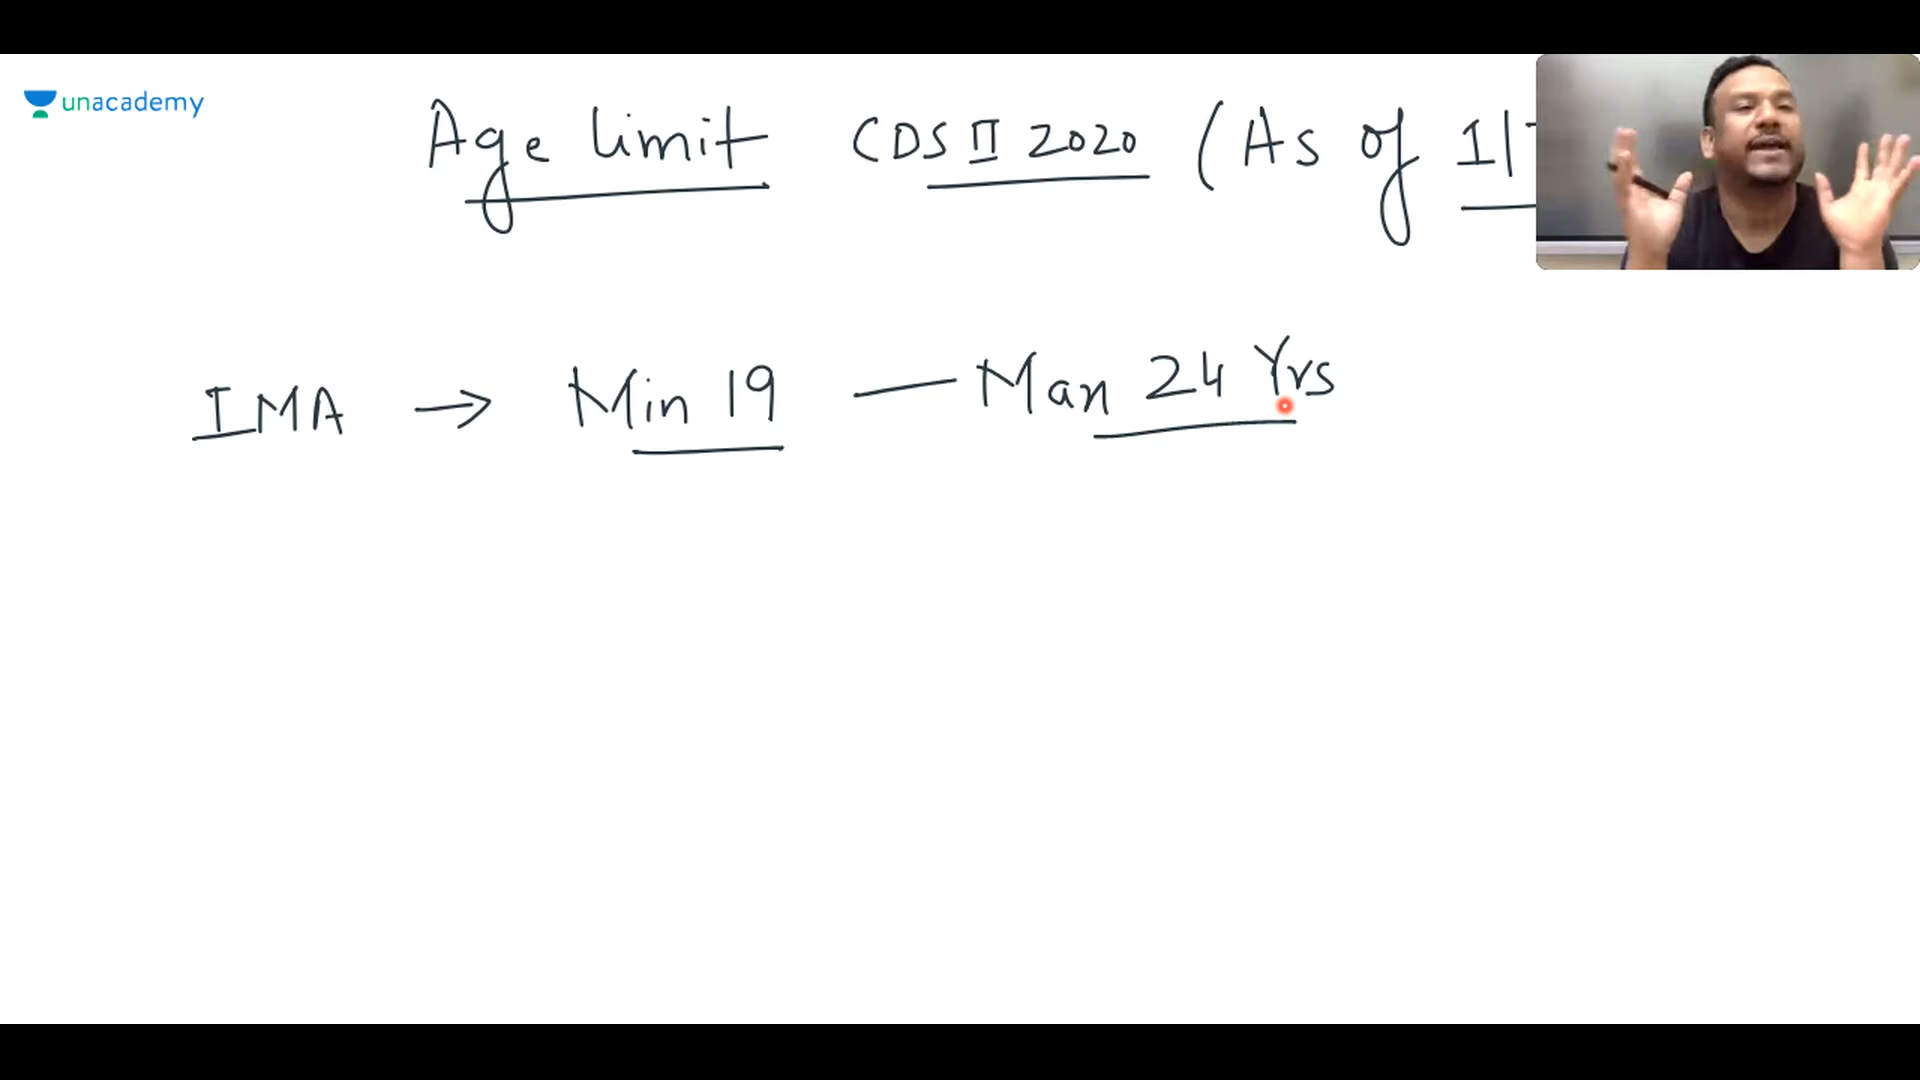 unacademy
Age limit CDS II 2020 (As of 1/
IMA → Min 19 — Max 24 Yrs